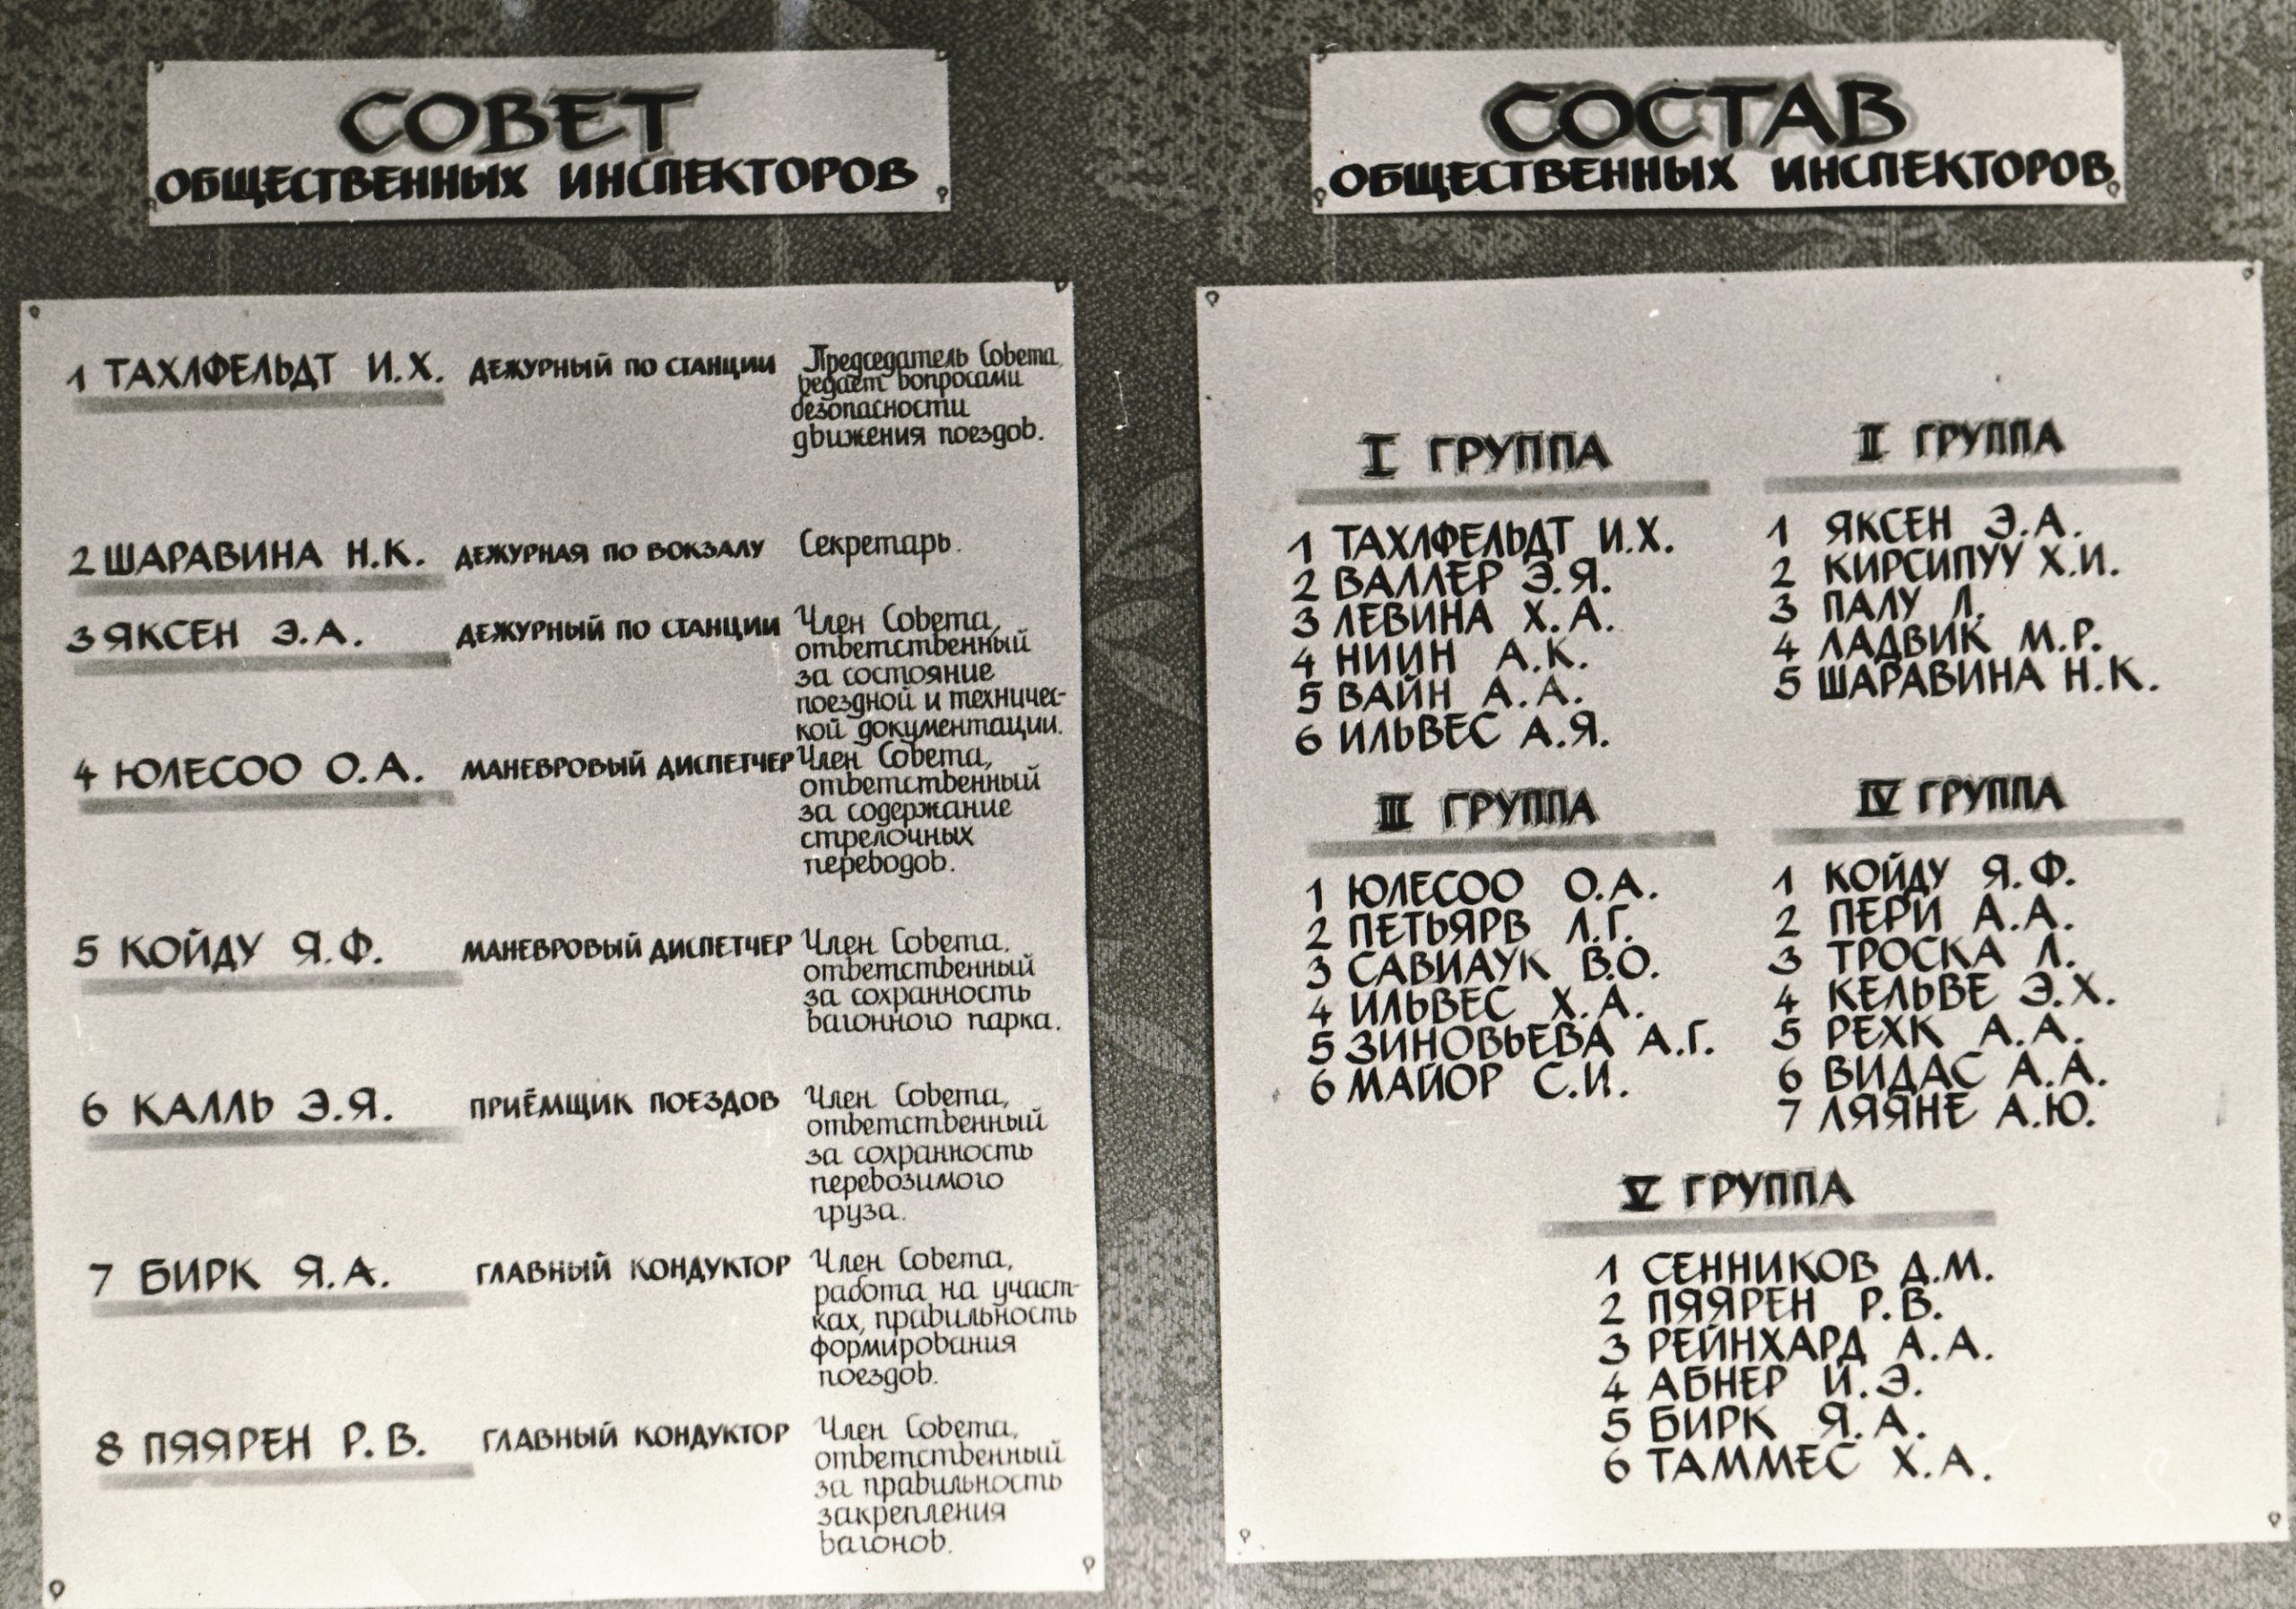 СОВЕТ
ОБЩЕСТВЕННЫХ ИНСПЕКТОРОВ
1 ТАХЛФЕЛЬДТ И.Х. ДЕЖУРНЫЙ ПО СТАНЦИИ Председатель Совета,
ведает вопросами
безопасности
движения поездов.
2 ШАРАВИНА Н.К. ДЕЖУРНАЯ ПО ВОКЗАЛУ Секретарь.
3 ЯКСЕН Э.А. ДЕЖУРНЫЙ ПО СТАНЦИИ Член Совета,
ответственный
за состояние
поездной и техничес-
кой документации.
4 ЮЛЕСОО О.А. МАНЕВРОВЫЙ ДИСПЕТЧЕР Член Совета,
ответственный
за содержание
стрелочных
переводов.
5 КОЙДУ Я.Ф. МАНЕВРОВЫЙ ДИСПЕТЧЕР Член Совета,
ответственный
за сохранность
вагонного парка.
6 КАЛЛЬ Э.Я. ПРИЁМЩИК ПОЕЗДОВ Член Совета,
ответственный
за сохранность
перевозимого
груза.
7 БИРК Я.А. ГЛАВНЫЙ КОНДУКТОР Член Совета,
работа на участ-
ках, правильность
формирования
поездов.
8 ПЯЯРЕН Р.В. ГЛАВНЫЙ КОНДУКТОР Член Совета,
ответственный
за правильность
закрепления
вагонов.
СОСТАВ
ОБЩЕСТВЕННЫХ ИНСПЕКТОРОВ
I ГРУППА
1 ТАХЛФЕЛЬДТ И.Х.
2 ВАЛЛЕР Э.Я.
3 ЛЕВИНА Х.А.
4 НИИН А.К.
5 ВАЙН А.А.
6 ИЛЬВЕС А.Я.
II ГРУППА
1 ЯКСЕН Э.А.
2 КИРСИПУУ Х.И.
3 ПАЛУ Л.
4 ЛАДВИК М.Р.
5 ШАРАВИНА Н.К.
III ГРУППА
1 ЮЛЕСОО О.А.
2 ПЕТЬЯРВ Л.Г.
3 САВИАУК В.О.
4 ИЛЬВЕС Х.А.
5 ЗИНОВЬЕВА А.Г.
6 МАЙОР С.И.
IV ГРУППА
1 КОЙДУ Я.Ф.
2 ПЕРИ А.А.
3 ТРОСКА Л.
4 КЕЛЬВЕ Э.Х.
5 РЕХК А.А.
6 ВИДАС А.А.
7 ЛЯЯНЕ А.Ю.
V ГРУППА
1 СЕННИКОВ Д.М.
2 ПЯЯРЕН Р.В.
3 РЕЙНХАРД А.А.
4 АБНЕР И.Э.
5 БИРК Я.А.
6 ТАММЕС Х.А.